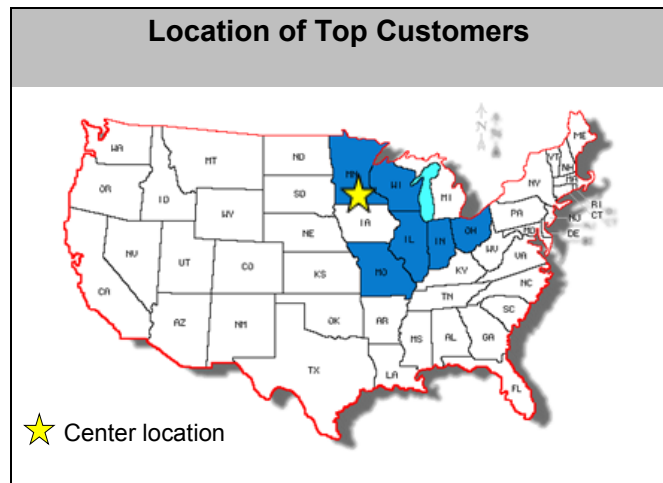 Location of Top Customers
WA
MT
ND
MN
OR
ID
WY
SD
WI
MI
NY
VT
NH
ME
MA
RI
CT
NV
UT
CO
NE
IA
IL
IN
OH
PA
NJ
DE
MD
CA
AZ
NM
KS
MO
KY
WV
VA
OK
AR
TN
NC
SC
TX
LA
MS
AL
GA
FL
N
Center location